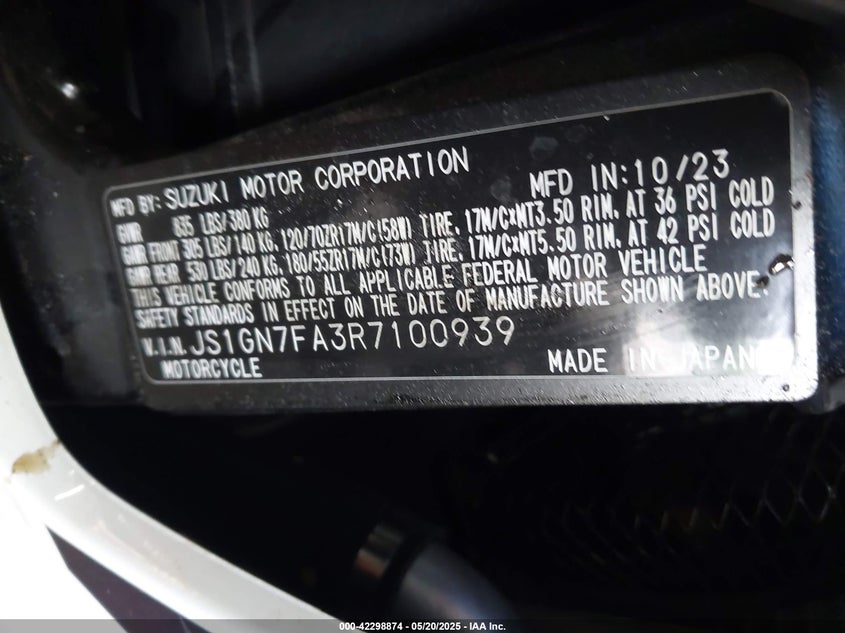 MFD BY: SUZUKI MOTOR CORPORATION MFD IN: 10/23
GVWR 835 LBS/380 KG
GAWR FRONT 305 LBS/140 KG, 120/70ZR17M/C(58W) TIRE, 17M/CxMT3.50 RIM, AT 36 PSI COLD
GAWR REAR 530 LBS/240 KG, 180/55ZR17M/C(73W) TIRE, 17M/CxMT5.50 RIM, AT 42 PSI COLD
THIS VEHICLE CONFORMS TO ALL APPLICABLE FEDERAL MOTOR VEHICLE
SAFETY STANDARDS IN EFFECT ON THE DATE OF MANUFACTURE SHOWN ABOVE.
V.I.N. JS1GN7FA3R7100939
MOTORCYCLE MADE IN JAPAN
000-42298874 - 05/20/2025 - IAA Inc.